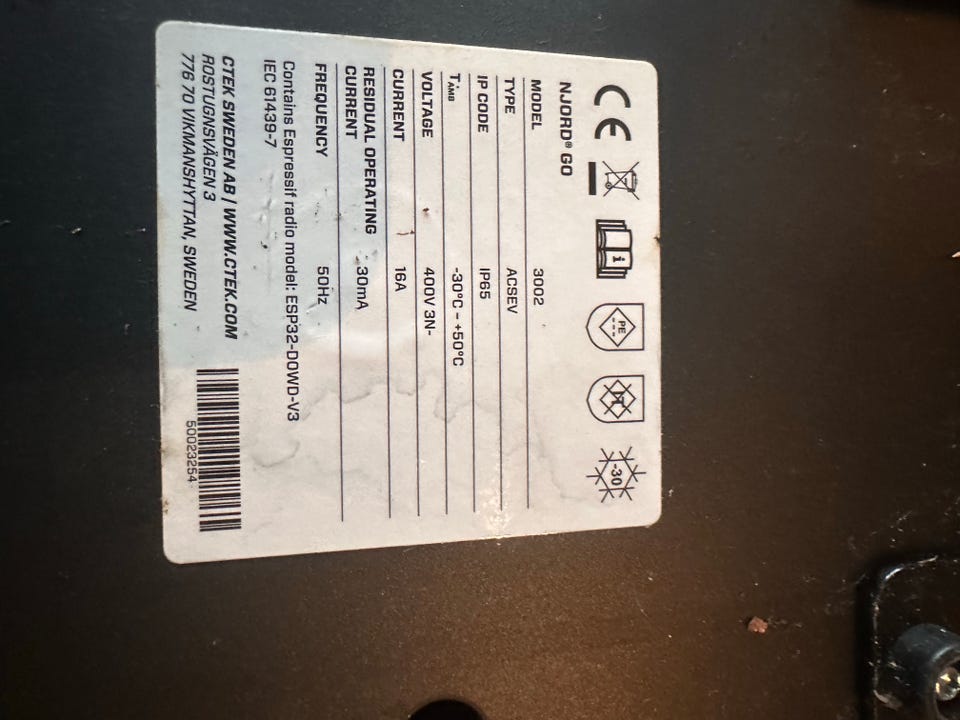 CE
i
PE
-30
NJORD® GO
MODEL 3002
TYPE ACSEV
IP CODE IP65
TAMB -30°C – +50°C
VOLTAGE 400V 3N~
CURRENT 16A
RESIDUAL OPERATING
CURRENT 30mA
FREQUENCY 50Hz
Contains Espressif radio model: ESP32-D0WD-V3
IEC 61439-7
CTEK SWEDEN AB | WWW.CTEK.COM
ROSTUGNSVÄGEN 3
776 70 VIKMANSHYTTAN, SWEDEN
50023254